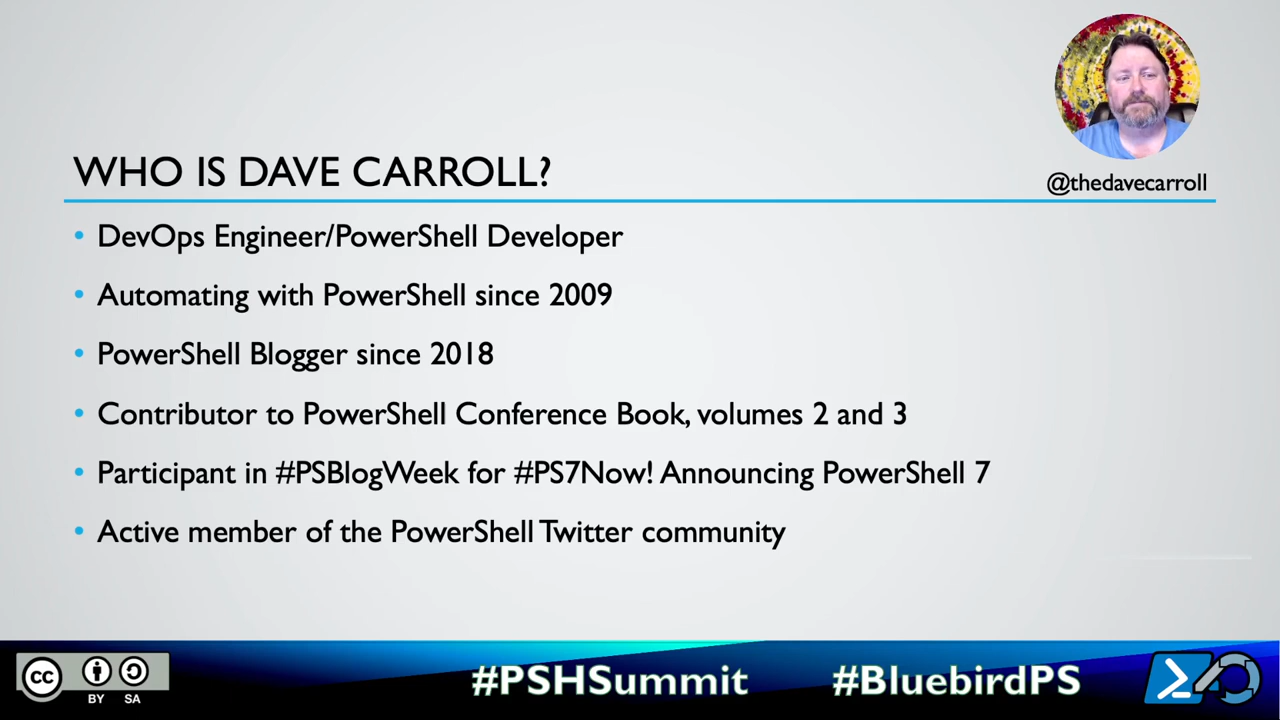 WHO IS DAVE CARROLL?
@thedavecarroll
DevOps Engineer/PowerShell Developer
Automating with PowerShell since 2009
PowerShell Blogger since 2018
Contributor to PowerShell Conference Book, volumes 2 and 3
Participant in #PSBlogWeek for #PS7Now! Announcing PowerShell 7
Active member of the PowerShell Twitter community
cc BY SA
#PSHSummit
#BluebirdPS